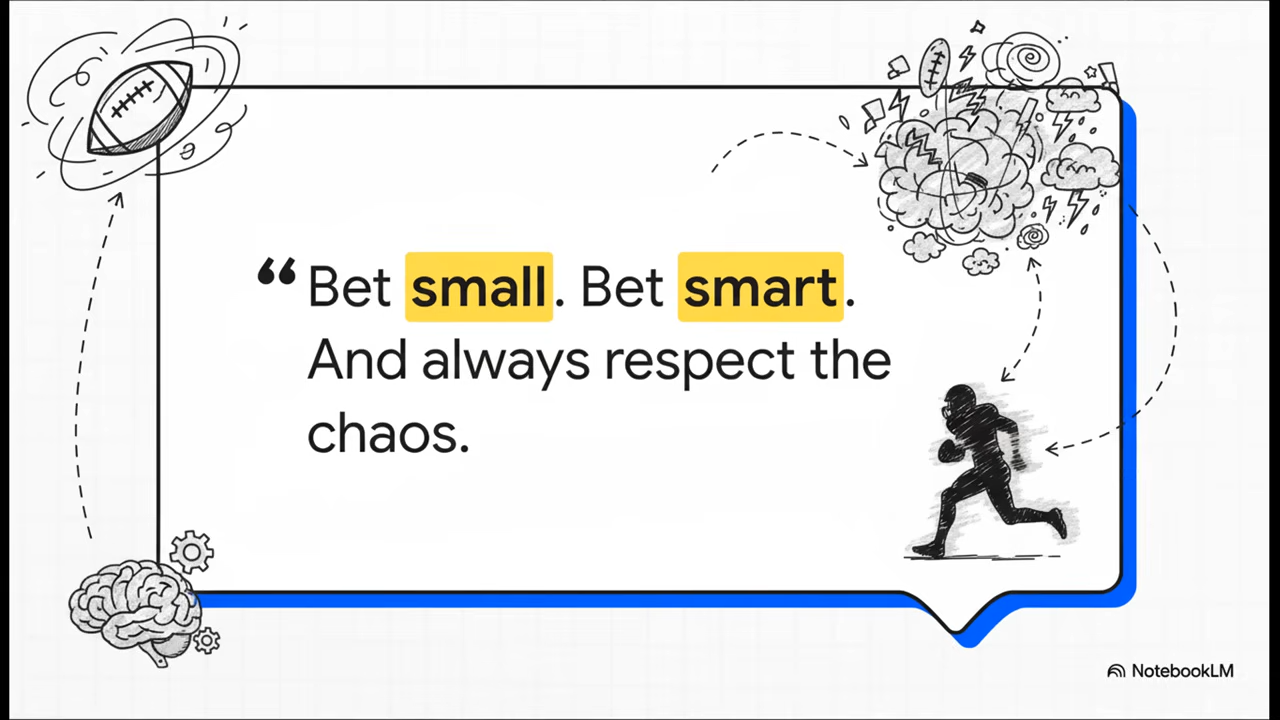 “Bet small. Bet smart.
And always respect the
chaos.
NotebookLM